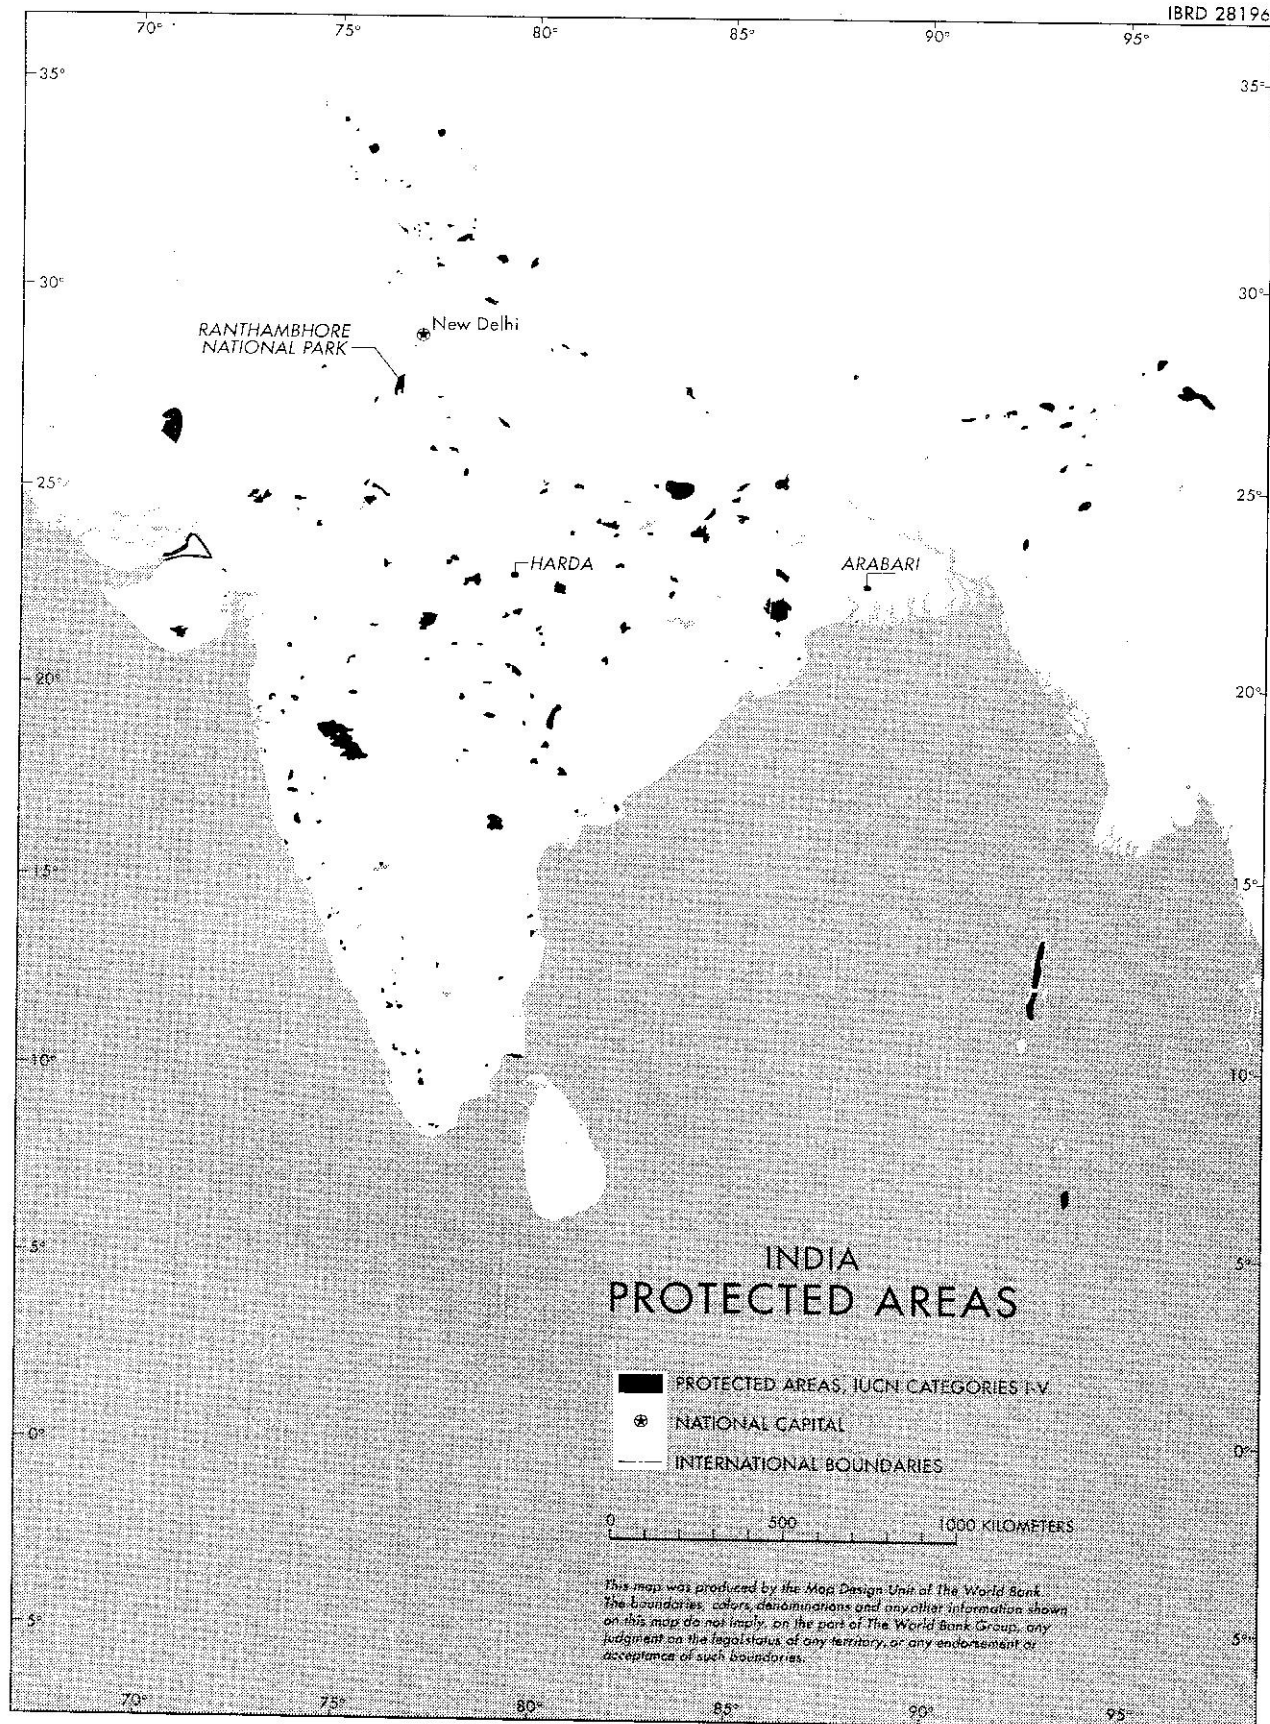 IBRD 28196
70° 75° 80° 85° 90° 95°
35° 35°
30° 30°
RANTHAMBHORE
NATIONAL PARK
New Delhi
25° 25°
HARDA
ARABARI
20° 20°
15° 15°
10° 10°
5° 5°
INDIA
PROTECTED AREAS
PROTECTED AREAS, IUCN CATEGORIES I-V
NATIONAL CAPITAL
0° 0°
INTERNATIONAL BOUNDARIES
0 500 1000 KILOMETERS
This map was produced by the Map Design Unit of The World Bank.
The boundaries, colors, denominations and any other information shown
on this map do not imply, on the part of The World Bank Group, any
judgment on the legal status of any territory, or any endorsement or
acceptance of such boundaries.
5° 5°
70° 75° 80° 85° 90° 95°